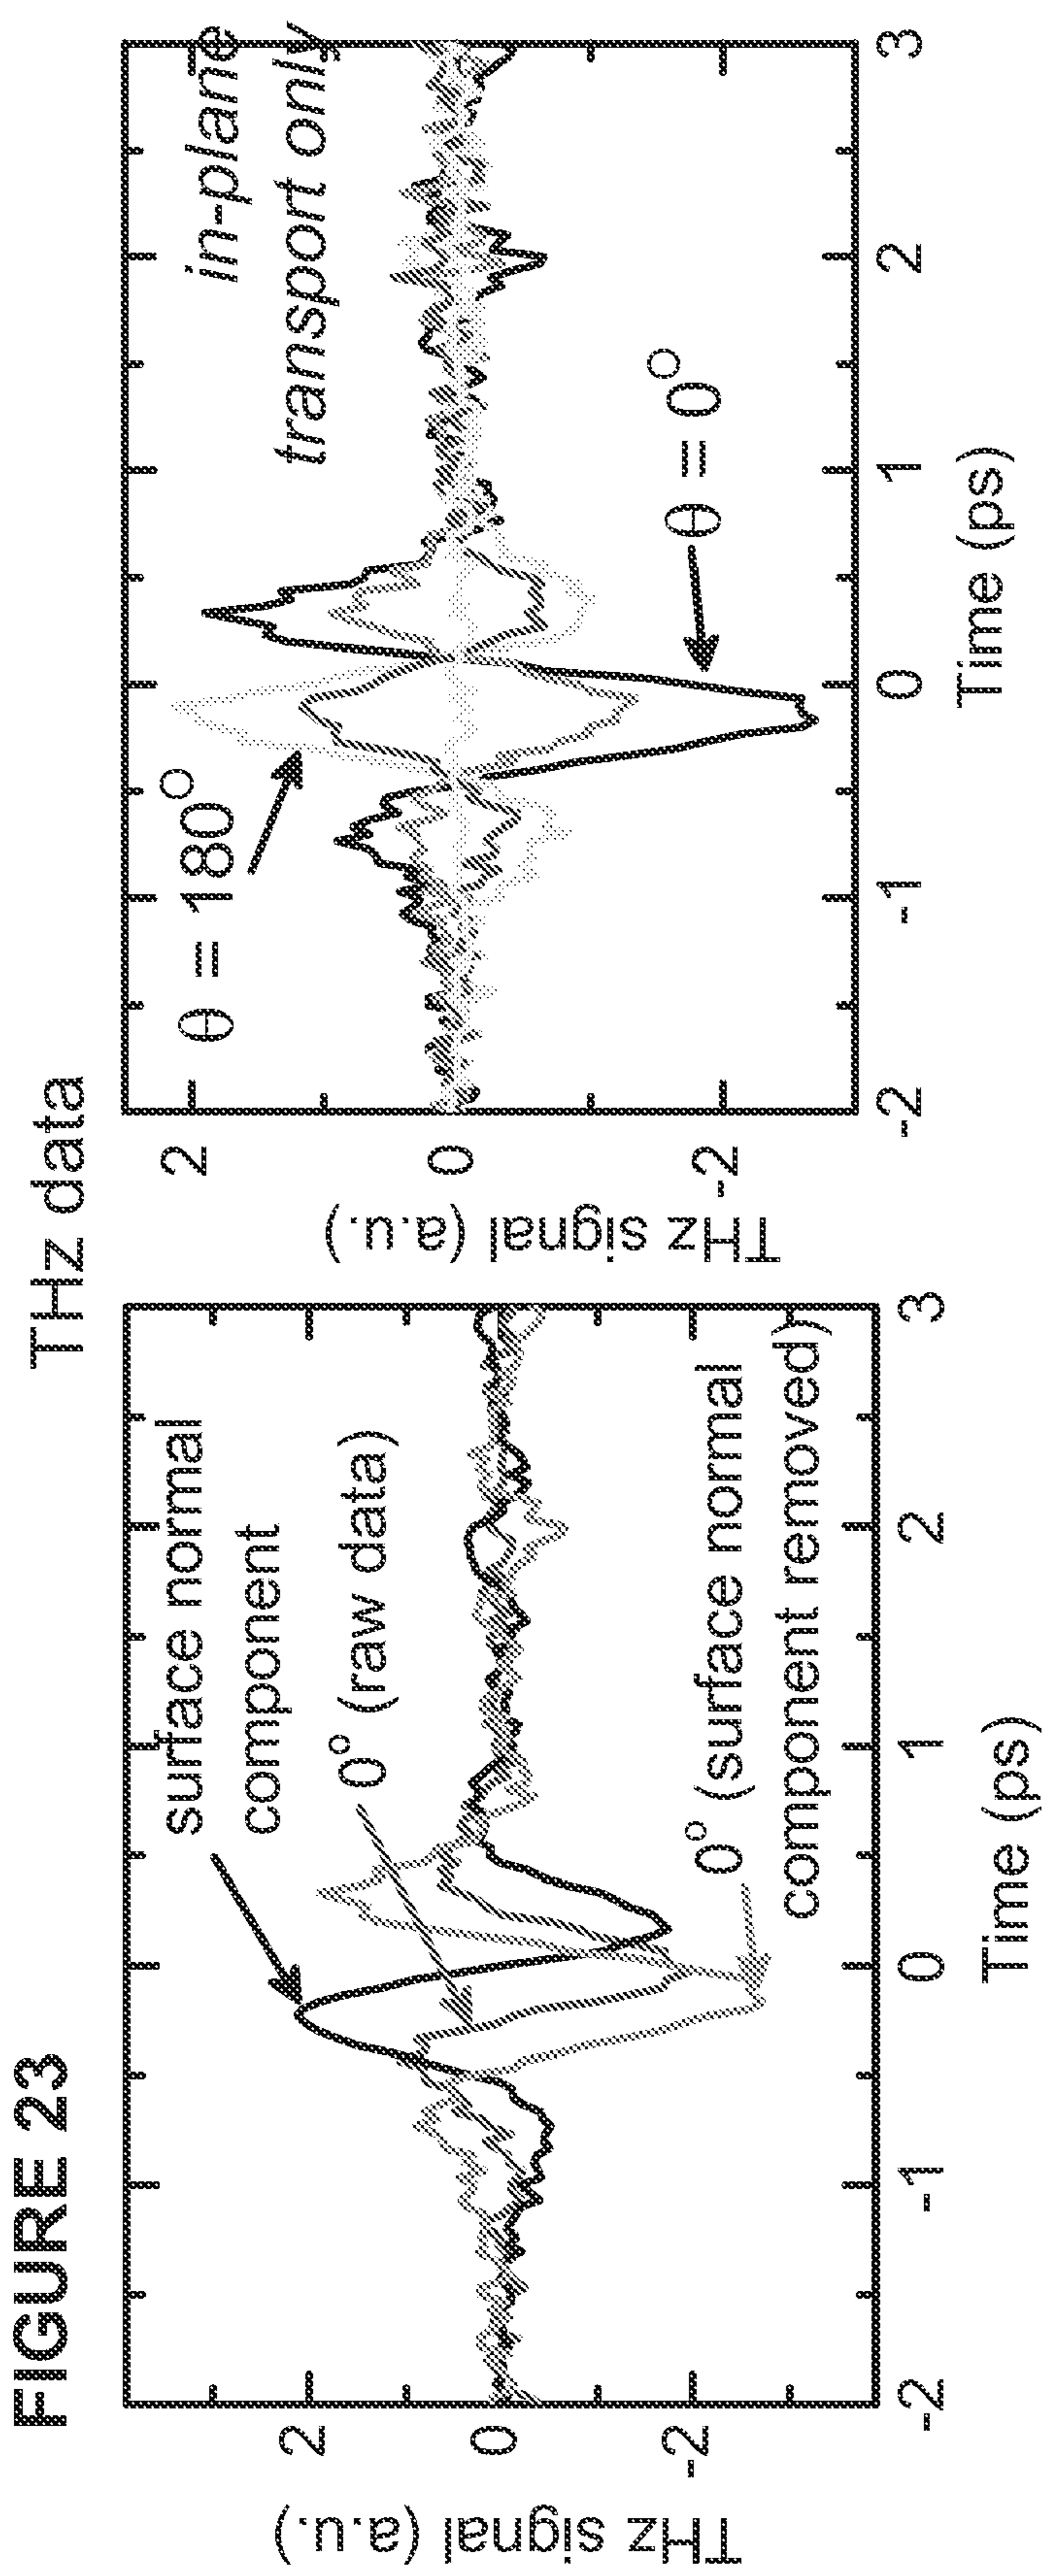 FIGURE 23
THz data
THz signal (a.u.)
2
0
-2
surface normal
component
0° (raw data)
0° (surface normal
component removed)
-2
-1
0
1
2
3
Time (ps)
THz signal (a.u.)
2
0
-2
θ = 180°
in-plane
transport only
θ = 0°
-2
-1
0
1
2
3
Time (ps)